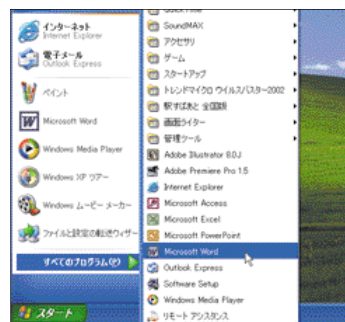 インターネット
Internet Explorer
電子メール
Outlook Express
ペイント
Microsoft Word
Windows Media Player
Windows XP ツアー
Windows ムービー メーカー
ファイルと設定の転送ウィザー
すべてのプログラム(P)
スタート
SoundMAX
アクセサリ
ゲーム
スタートアップ
トレンドマイクロ ウイルスバスター2002
駅すぱあと 全国版
画面ライター
管理ツール
Adobe Illustrator 8.0J
Adobe Premiere Pro 1.5
Internet Explorer
Microsoft Access
Microsoft Excel
Microsoft PowerPoint
Microsoft Word
Outlook Express
Software Setup
Windows Media Player
リモート アシスタンス